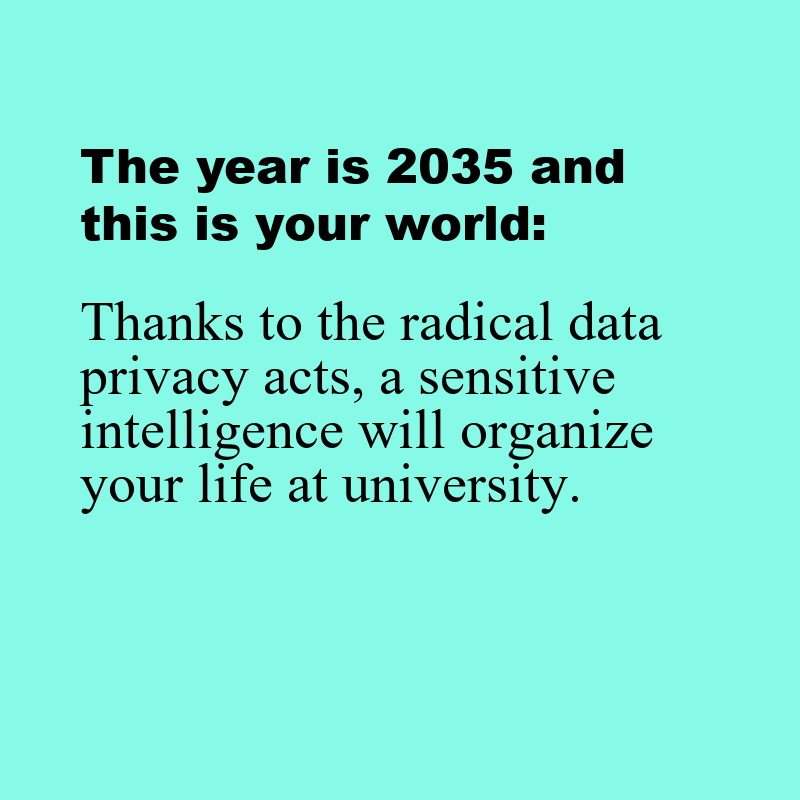 The year is 2035 and
this is your world:
Thanks to the radical data
privacy acts, a sensitive
intelligence will organize
your life at university.